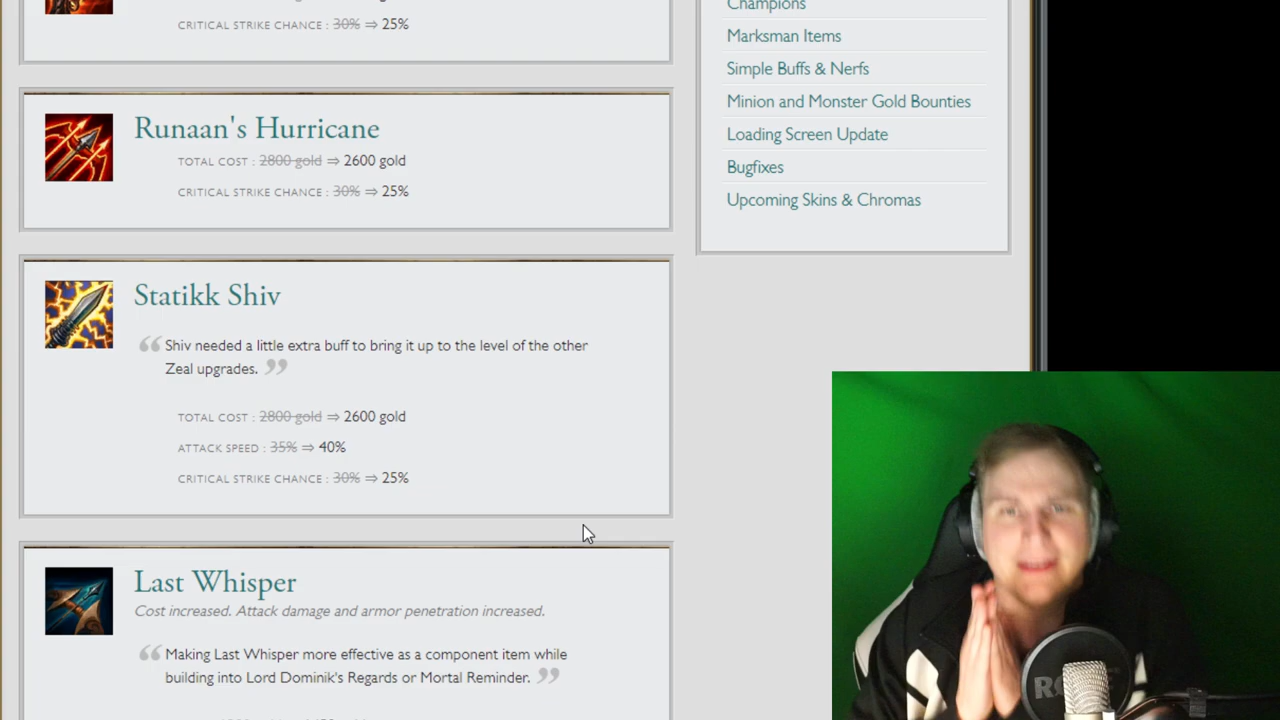 CRITICAL STRIKE CHANCE : 30% ⇒ 25%
Runaan's Hurricane
TOTAL COST : 2800 gold ⇒ 2600 gold
CRITICAL STRIKE CHANCE : 30% ⇒ 25%
Statikk Shiv
“ Shiv needed a little extra buff to bring it up to the level of the other
Zeal upgrades. ”
TOTAL COST : 2800 gold ⇒ 2600 gold
ATTACK SPEED : 35% ⇒ 40%
CRITICAL STRIKE CHANCE : 30% ⇒ 25%
Last Whisper
Cost increased. Attack damage and armor penetration increased.
“ Making Last Whisper more effective as a component item while
building into Lord Dominik's Regards or Mortal Reminder. ”
Champions
Marksman Items
Simple Buffs & Nerfs
Minion and Monster Gold Bounties
Loading Screen Update
Bugfixes
Upcoming Skins & Chromas